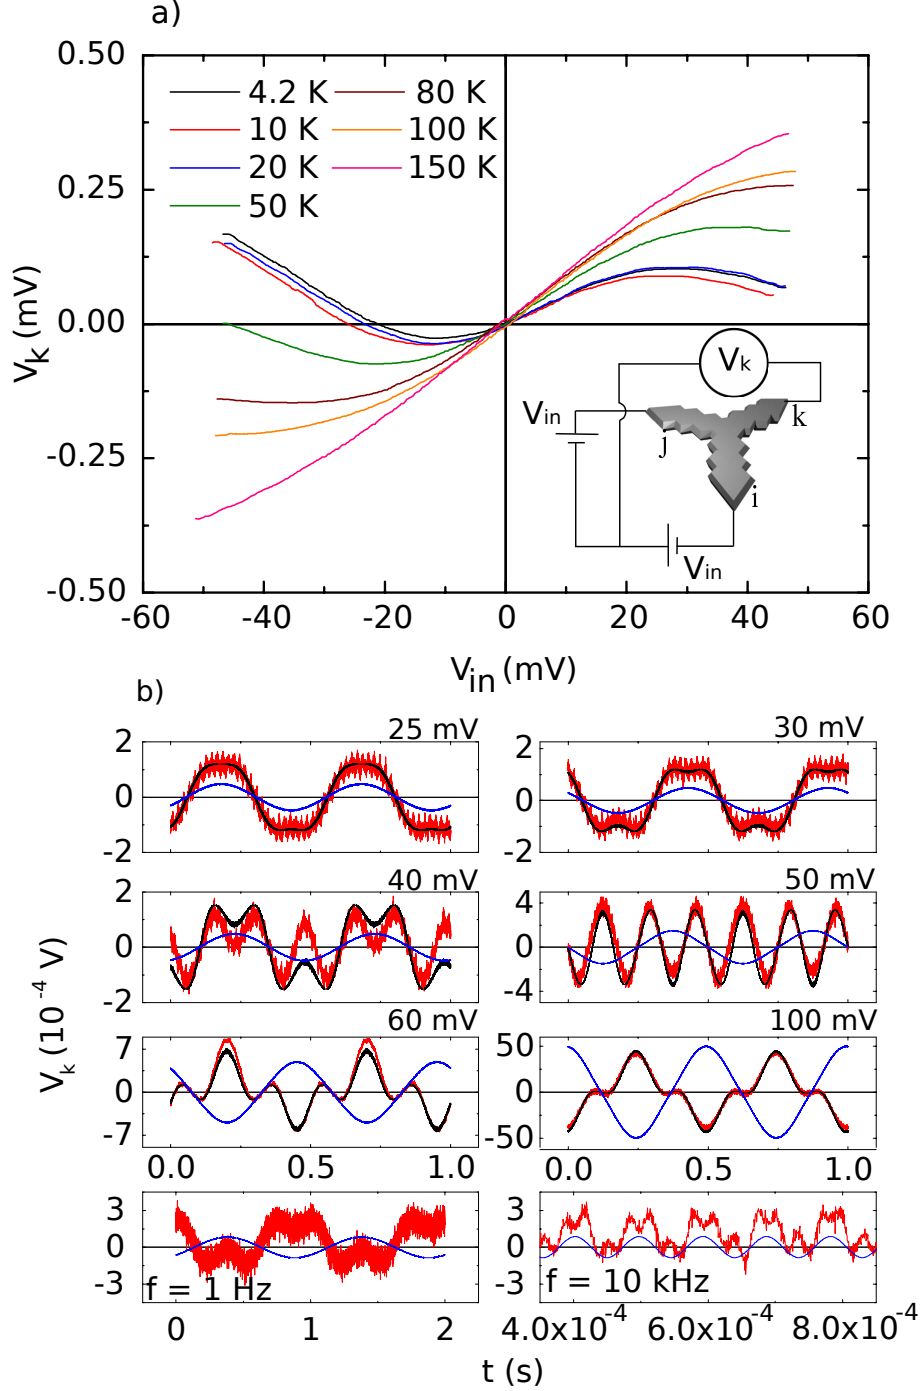 a)
0.50
0.25
0.00
-0.25
-0.50
V_k (mV)
4.2 K
10 K
20 K
50 K
80 K
100 K
150 K
V_k
V_in
j
k
i
V_in
-60 -40 -20 0 20 40 60
V_in (mV)
b)
25 mV
30 mV
2
0
-2
2
0
-2
40 mV
50 mV
2
0
-2
4
0
-4
60 mV
100 mV
7
0
-7
50
0
-50
0.0 0.5 1.0
0.0 0.5 1.0
3
0
-3
f = 1 Hz
3
0
-3
f = 10 kHz
0 1 2
4.0x10^-4 6.0x10^-4 8.0x10^-4
V_k (10^-4 V)
t (s)